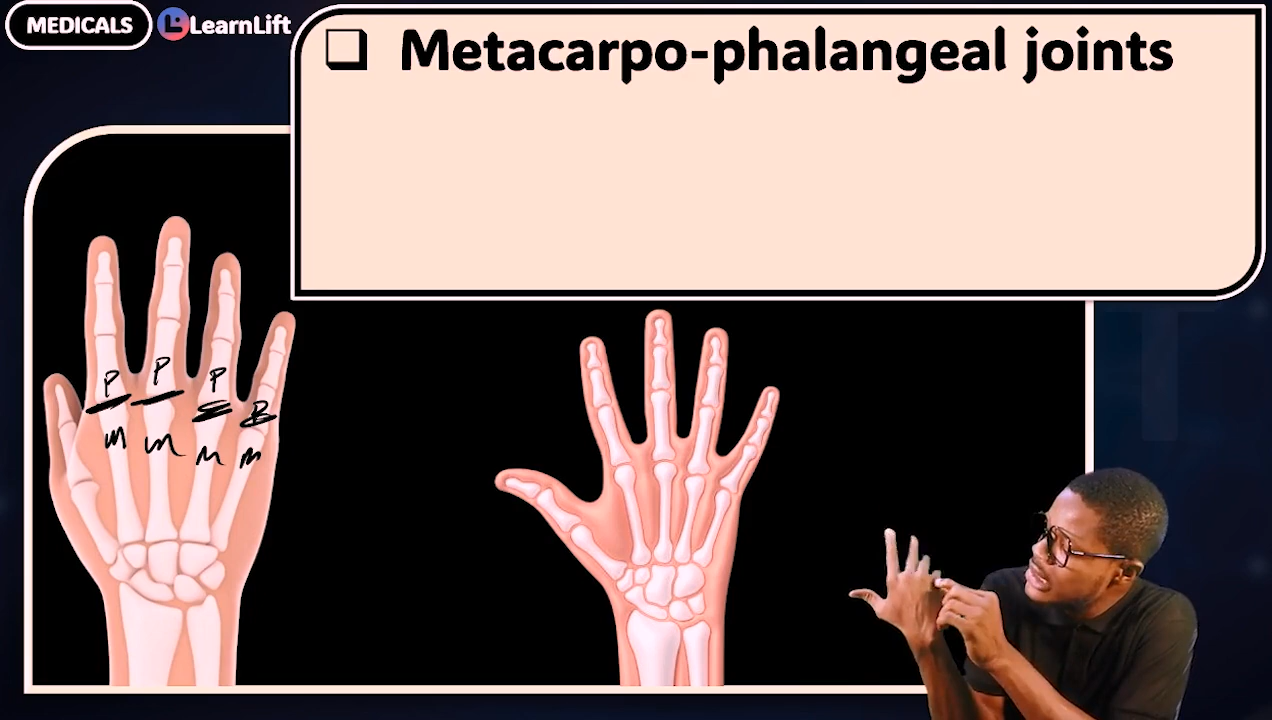 MEDICALS LearnLift
❑ Metacarpo-phalangeal joints
P P P P
m m m m